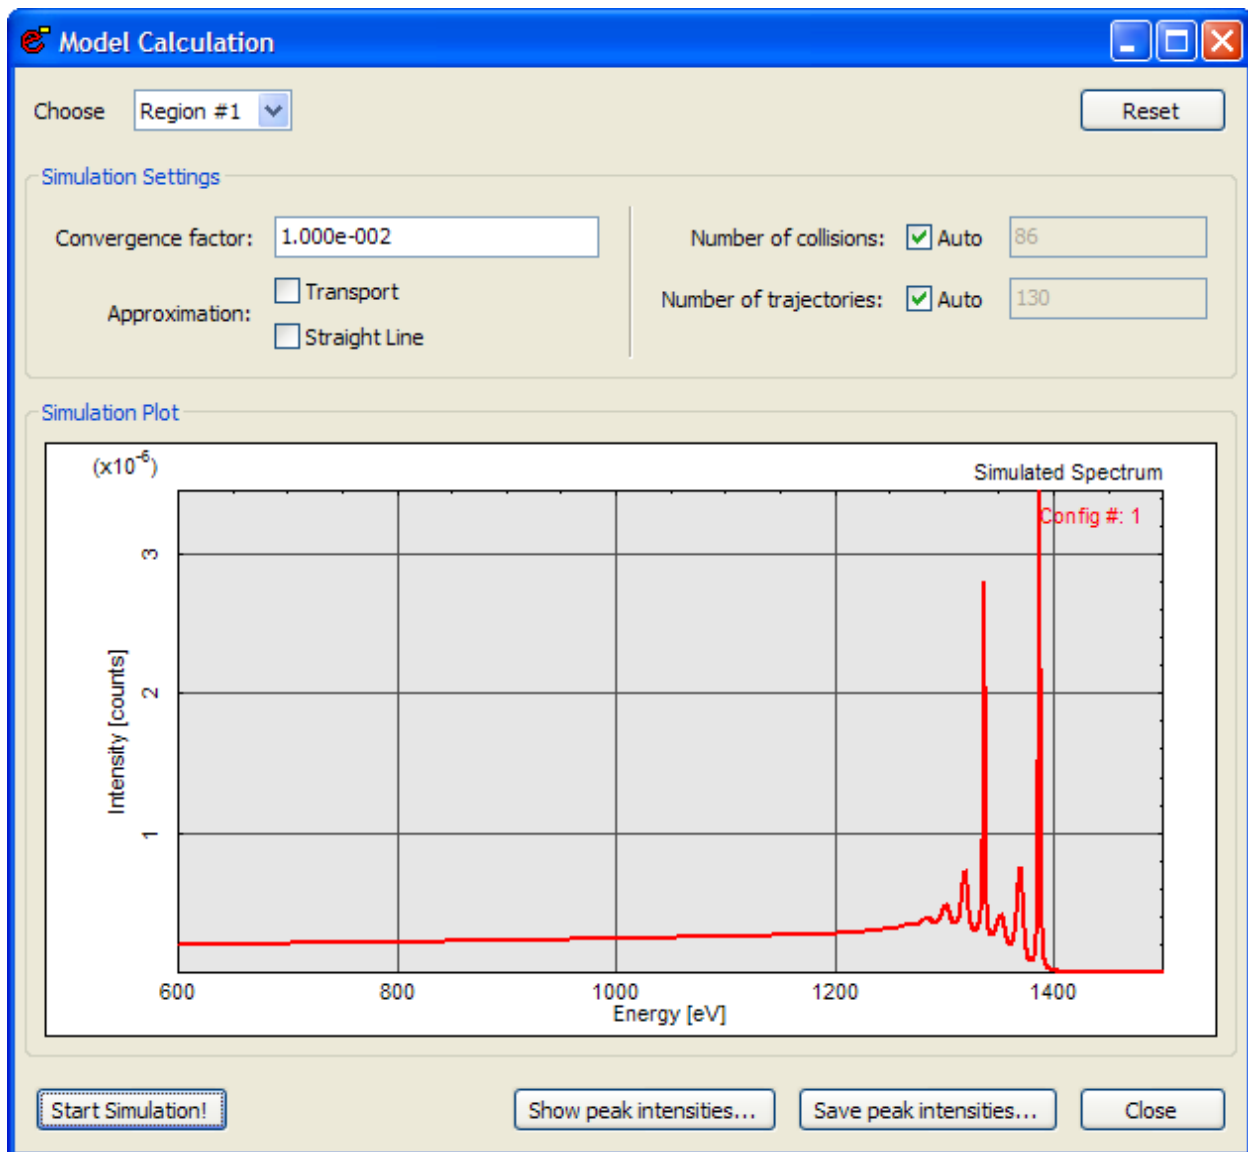 Model Calculation
Choose Region #1 Reset
Simulation Settings
Convergence factor: 1.000e-002 Number of collisions: Auto 86
Approximation: Transport Number of trajectories: Auto 130
Straight Line
Simulation Plot
(x10-6) Simulated Spectrum
Config #: 1
3
2
1
Intensity [counts]
600 800 1000 1200 1400
Energy [eV]
Start Simulation! Show peak intensities... Save peak intensities... Close